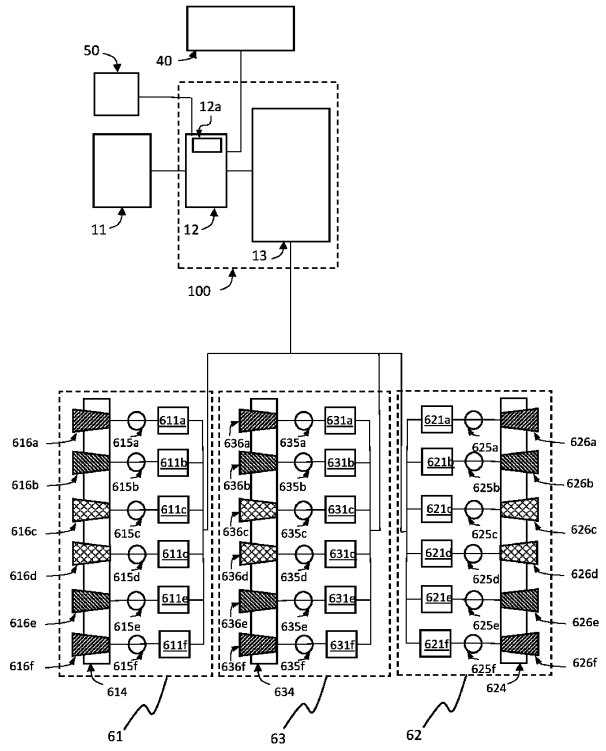 50
40
12a
11
12
13
100
611a 631a 621a
616a 615a 636a 635a 625a 626a
611b 631b 621b
616b 615b 636b 635b 625b 626b
611c 631c 621c
616c 615c 636c 635c 625c 626c
611d 631d 621d
616d 615d 636d 635d 625d 626d
611e 631e 621e
616e 615e 636e 635e 625e 626e
611f 631f 621f
616f 615f 636f 635f 625f 626f
614 634 624
61 63 62